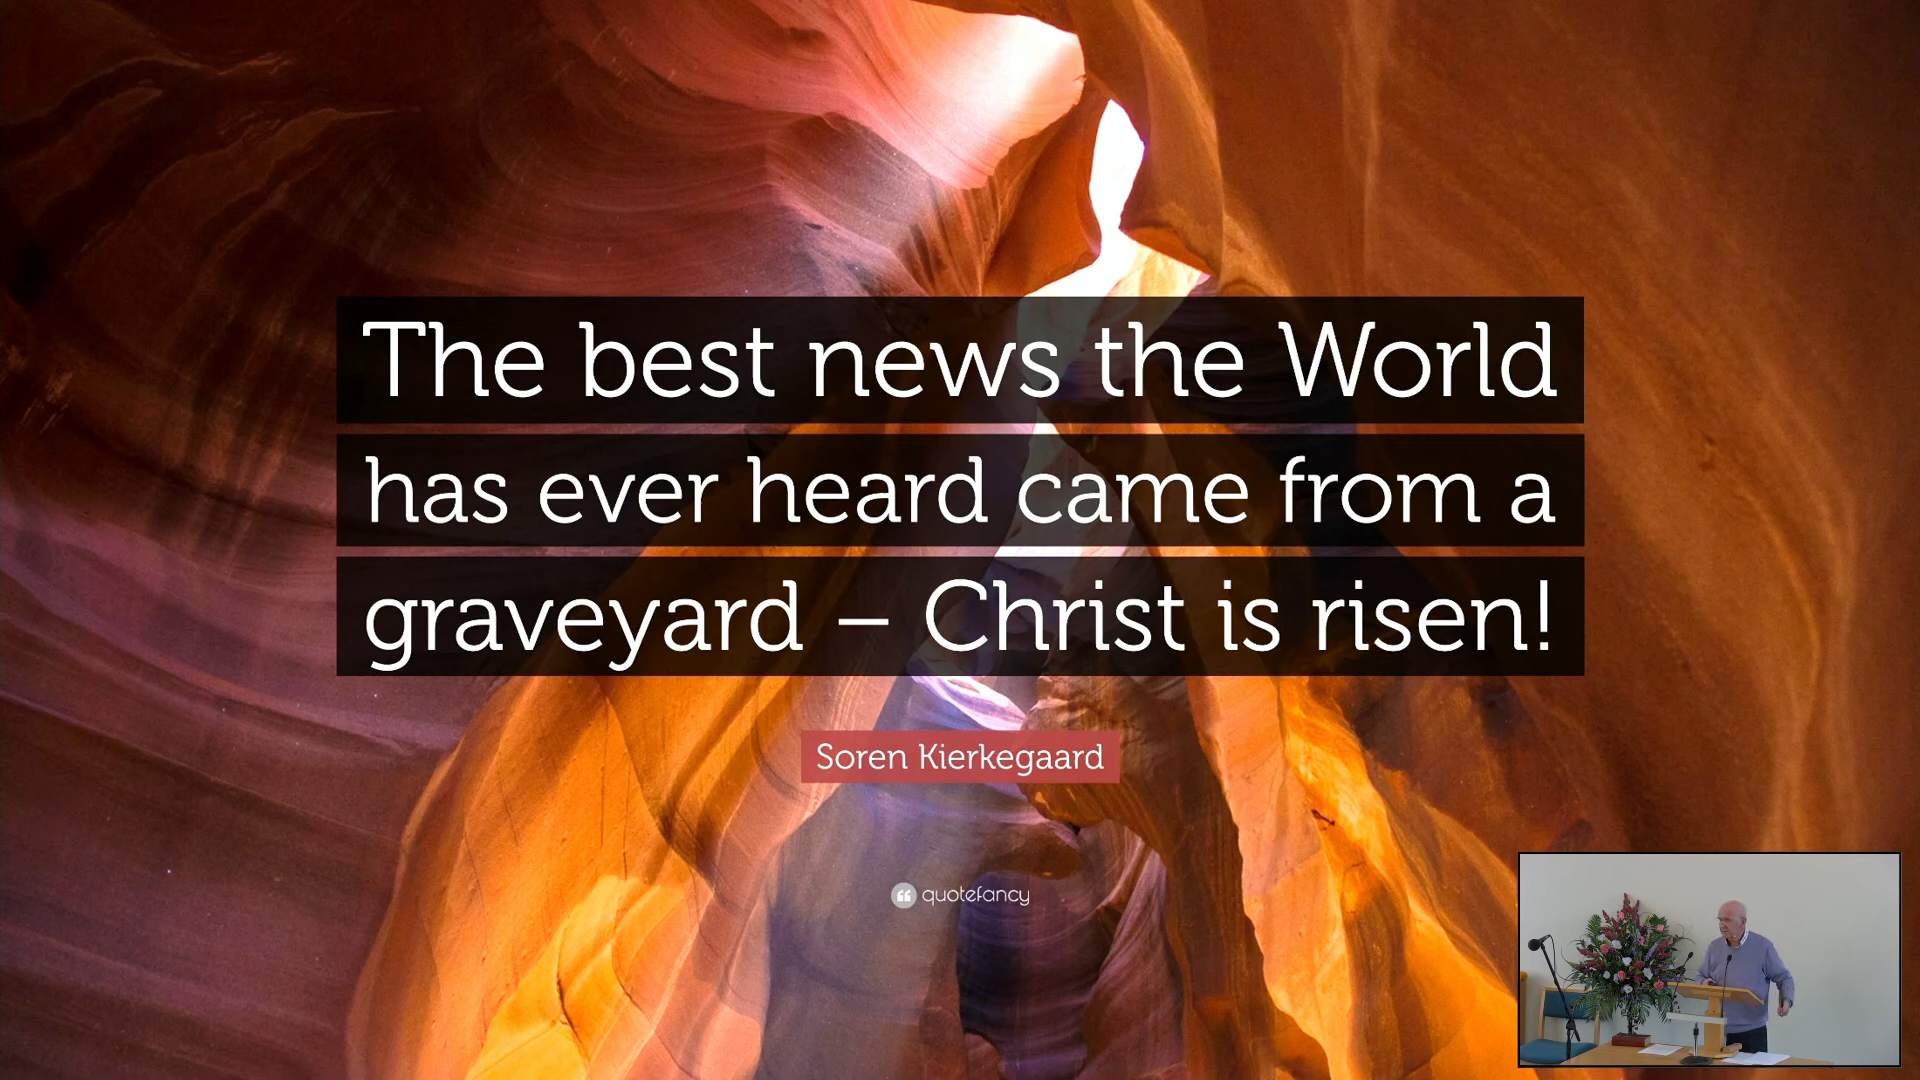 The best news the World
has ever heard came from a
graveyard – Christ is risen!
Soren Kierkegaard
quotefancy